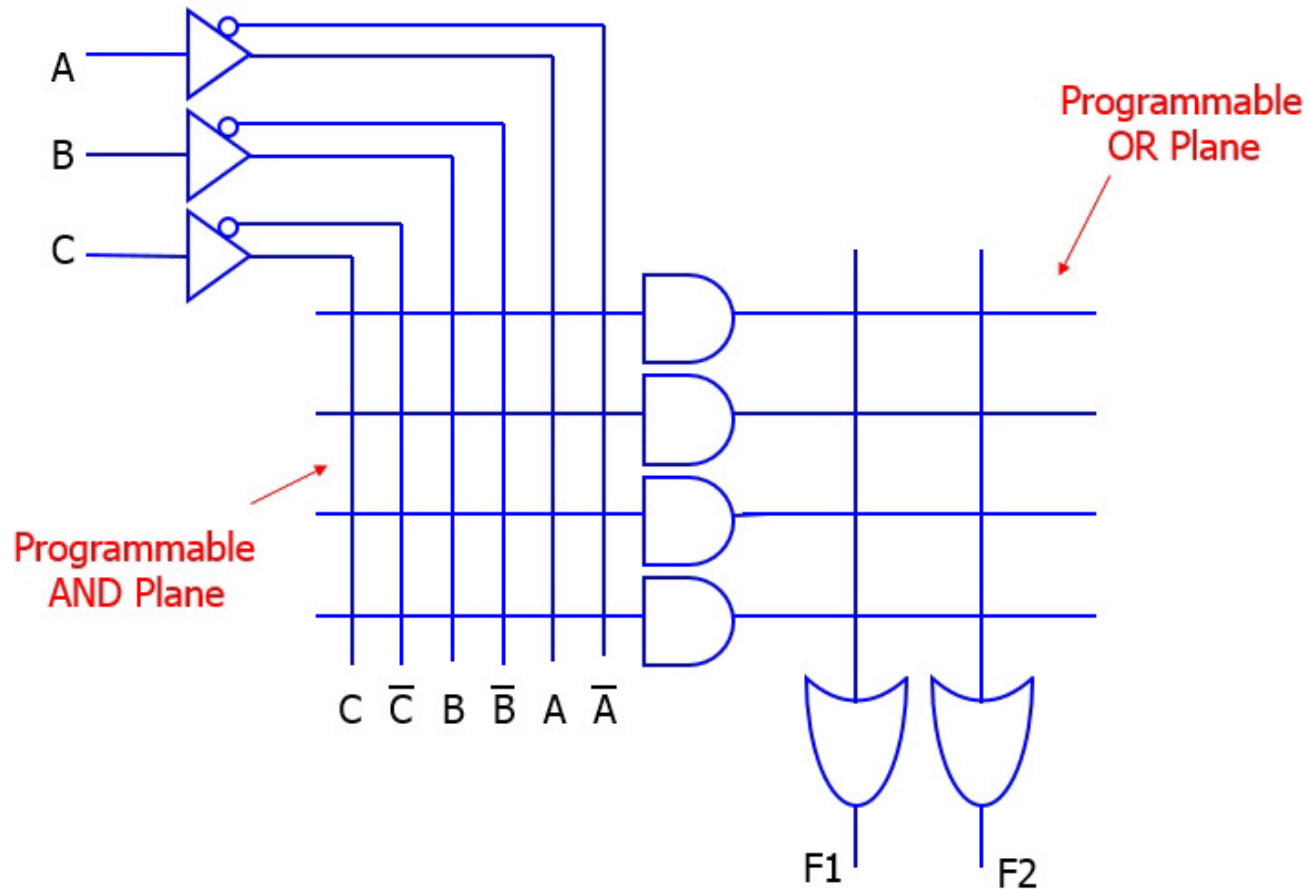 A
Programmable
OR Plane
B
C
Programmable
AND Plane
C C̅ B B̅ A A̅
F1 F2